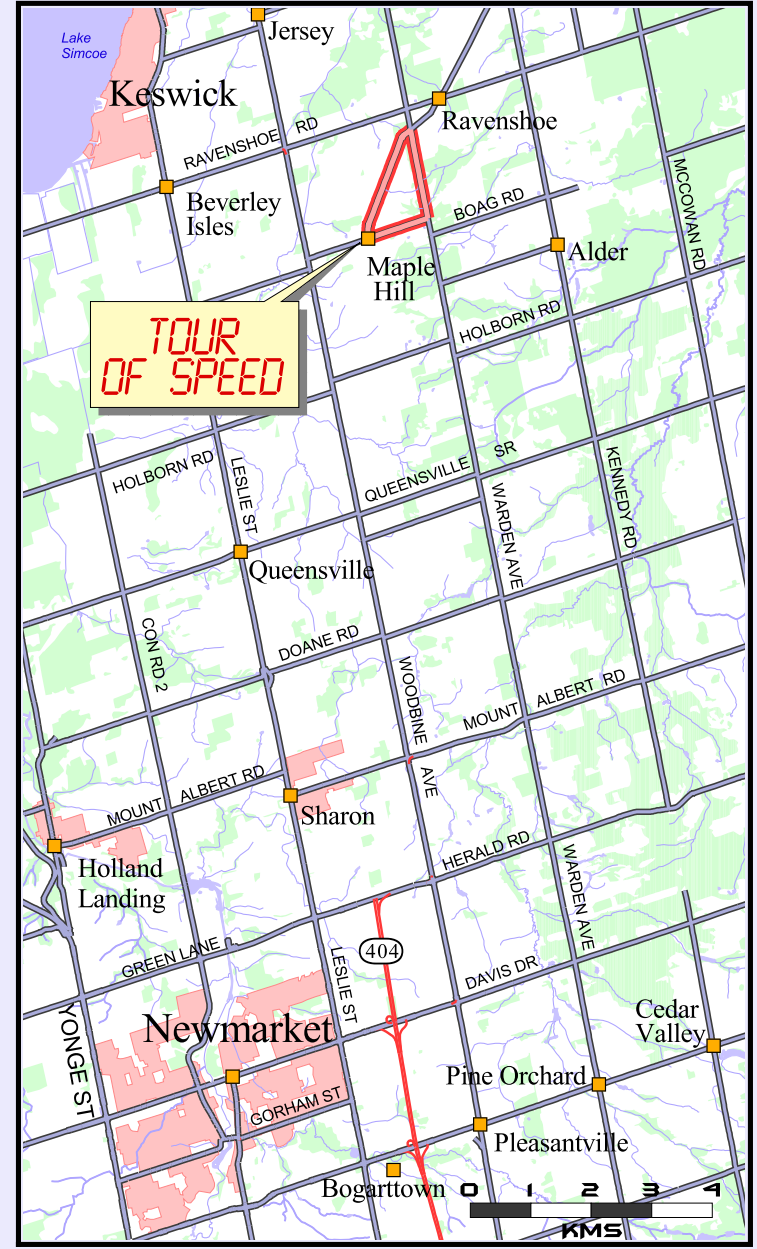 Lake
Simcoe
Jersey
Keswick
Ravenshoe
RAVENSHOE RD
Beverley
Isles
BOAG RD
MCCOWAN RD
Alder
Maple
Hill
TOUR
OF SPEED
HOLBORN RD
HOLBORN RD
LESLIE ST
QUEENSVILLE SR
WARDEN AVE
KENNEDY RD
Queensville
CON RD 2
DOANE RD
WOODBINE AVE
MOUNT ALBERT RD
MOUNT ALBERT RD
Sharon
Holland
Landing
HERALD RD
WARDEN AVE
GREEN LANE
404
LESLIE ST
DAVIS DR
YONGE ST
Newmarket
Cedar
Valley
Pine Orchard
GORHAM ST
Pleasantville
Bogarttown
0 1 2 3 4
KMS